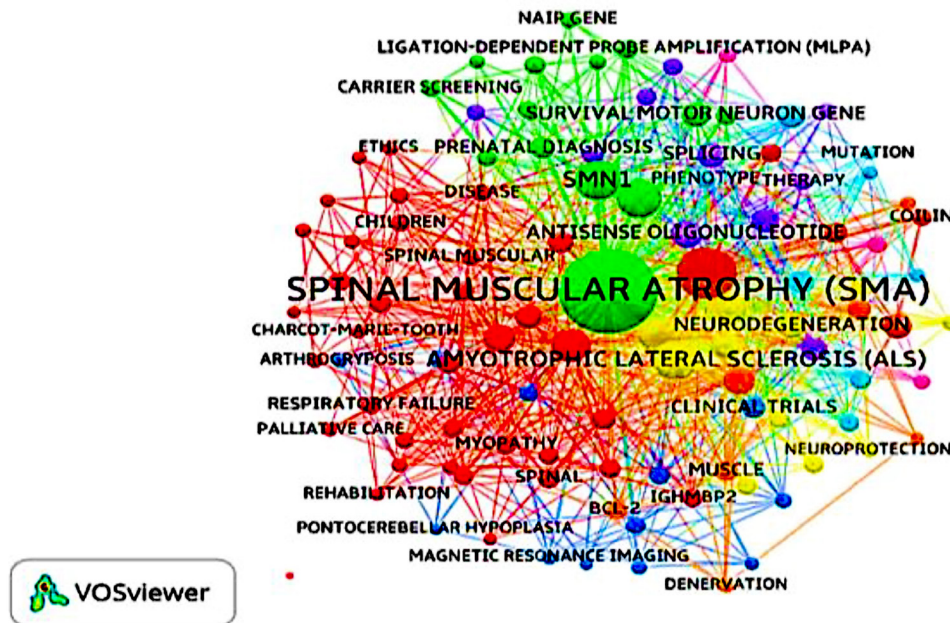 NAIP GENE
LIGATION-DEPENDENT PROBE AMPLIFICATION (MLPA)
CARRIER SCREENING
SURVIVAL MOTOR NEURON GENE
ETHICS
PRENATAL DIAGNOSIS
SPLICING
MUTATION
SMN1
PHENOTYPE
THERAPY
DISEASE
CHILDREN
COILIN
ANTISENSE OLIGONUCLEOTIDE
SPINAL MUSCULAR
SPINAL MUSCULAR ATROPHY (SMA)
CHARCOT-MARIE-TOOTH
NEURODEGENERATION
ARTHROGRYPOSIS
AMYOTROPHIC LATERAL SCLEROSIS (ALS)
RESPIRATORY FAILURE
CLINICAL TRIALS
PALLIATIVE CARE
MYOPATHY
NEUROPROTECTION
SPINAL
MUSCLE
REHABILITATION
IGHMBP2
BCL-2
PONTOCEREBELLAR HYPOPLASIA
MAGNETIC RESONANCE IMAGING
DENERVATION
VOSviewer